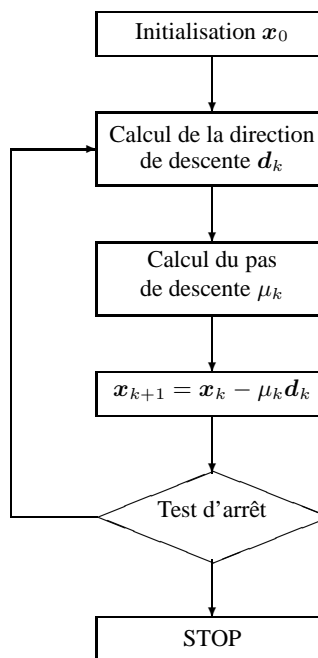 Initialisation x₀
Calcul de la direction
de descente dₖ
Calcul du pas
de descente μₖ
xₖ₊₁ = xₖ − μₖdₖ
Test d'arrêt
STOP